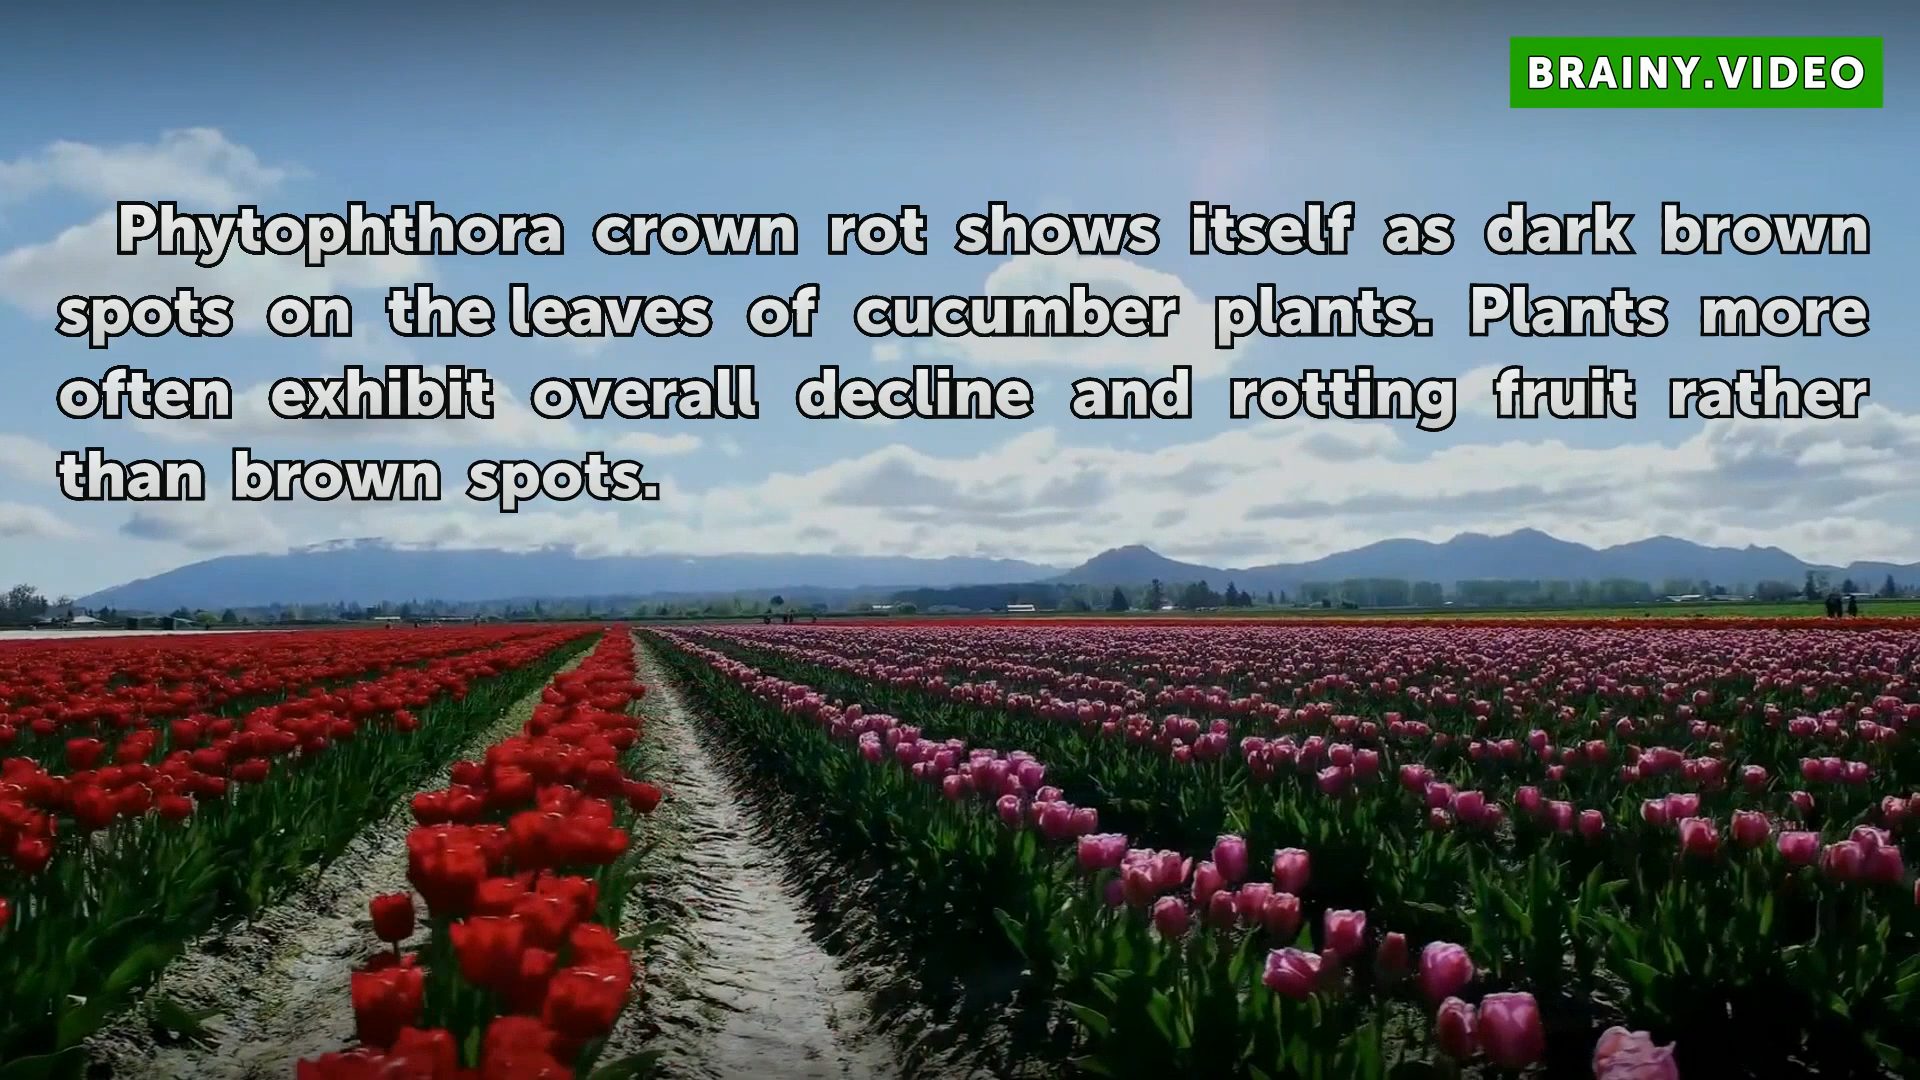 BRAINY.VIDEO
Phytophthora crown rot shows itself as dark brown
spots on the leaves of cucumber plants. Plants more
often exhibit overall decline and rotting fruit rather
than brown spots.